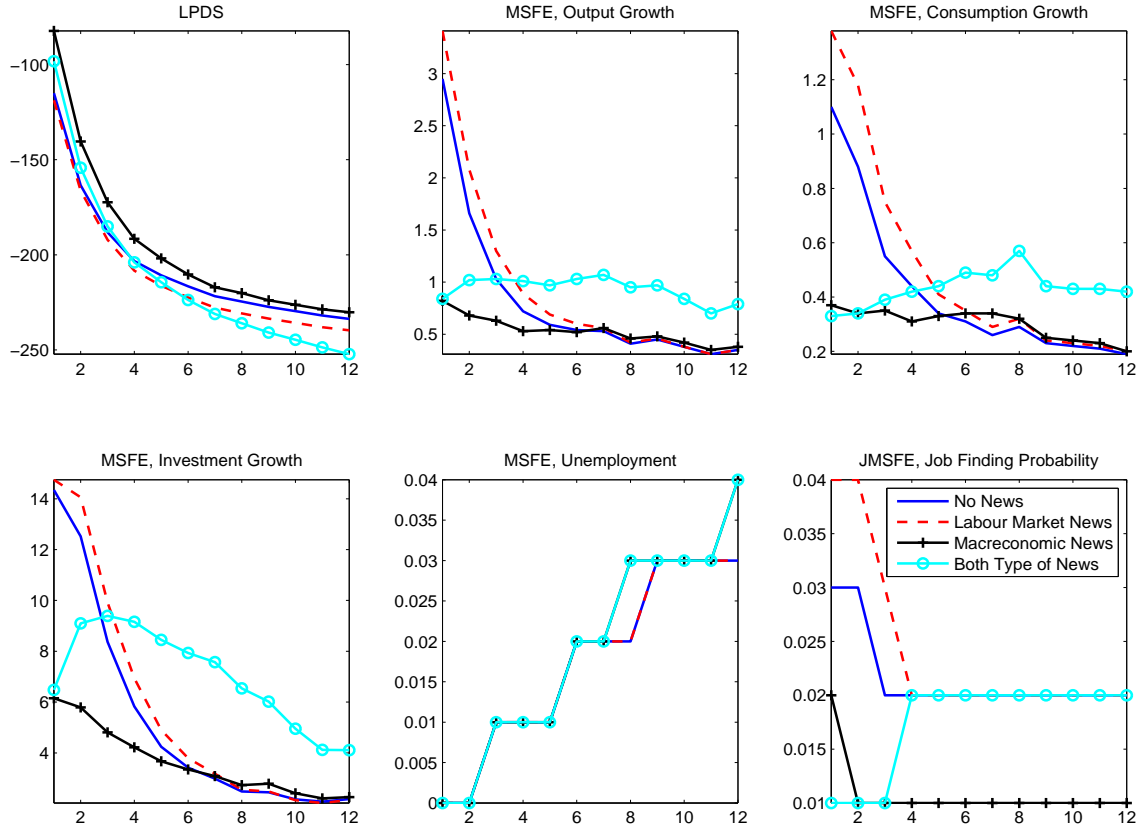 LPDS
−100
−150
−200
−250
2 4 6 8 10 12
MSFE, Output Growth
3
2.5
2
1.5
1
0.5
2 4 6 8 10 12
MSFE, Consumption Growth
1.2
1
0.8
0.6
0.4
0.2
2 4 6 8 10 12
MSFE, Investment Growth
14
12
10
8
6
4
2 4 6 8 10 12
MSFE, Unemployment
0.04
0.035
0.03
0.025
0.02
0.015
0.01
0.005
0
2 4 6 8 10 12
JMSFE, Job Finding Probability
0.04
0.035
0.03
0.025
0.02
0.015
0.01
2 4 6 8 10 12
No News
Labour Market News
Macreconomic News
Both Type of News